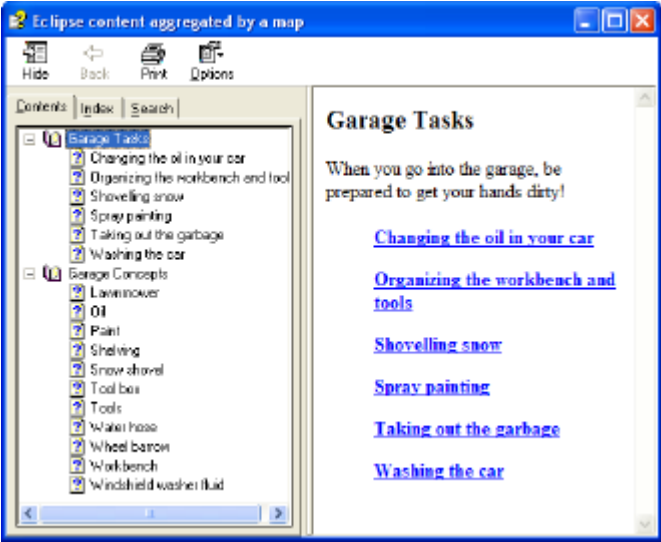 Eclipse content aggregated by a map
Hide Back Print Options
Contents Index Search
Garage Tasks
Changing the oil in your car
Organizing the workbench and tool
Shovelling snow
Spray painting
Taking out the garbage
Washing the car
Garage Concepts
Lawnmower
Oil
Paint
Shelving
Snow shovel
Tool box
Tools
Water hose
Wheel barrow
Workbench
Windshield washer fluid
Garage Tasks
When you go into the garage, be
prepared to get your hands dirty!
Changing the oil in your car
Organizing the workbench and
tools
Shovelling snow
Spray painting
Taking out the garbage
Washing the car